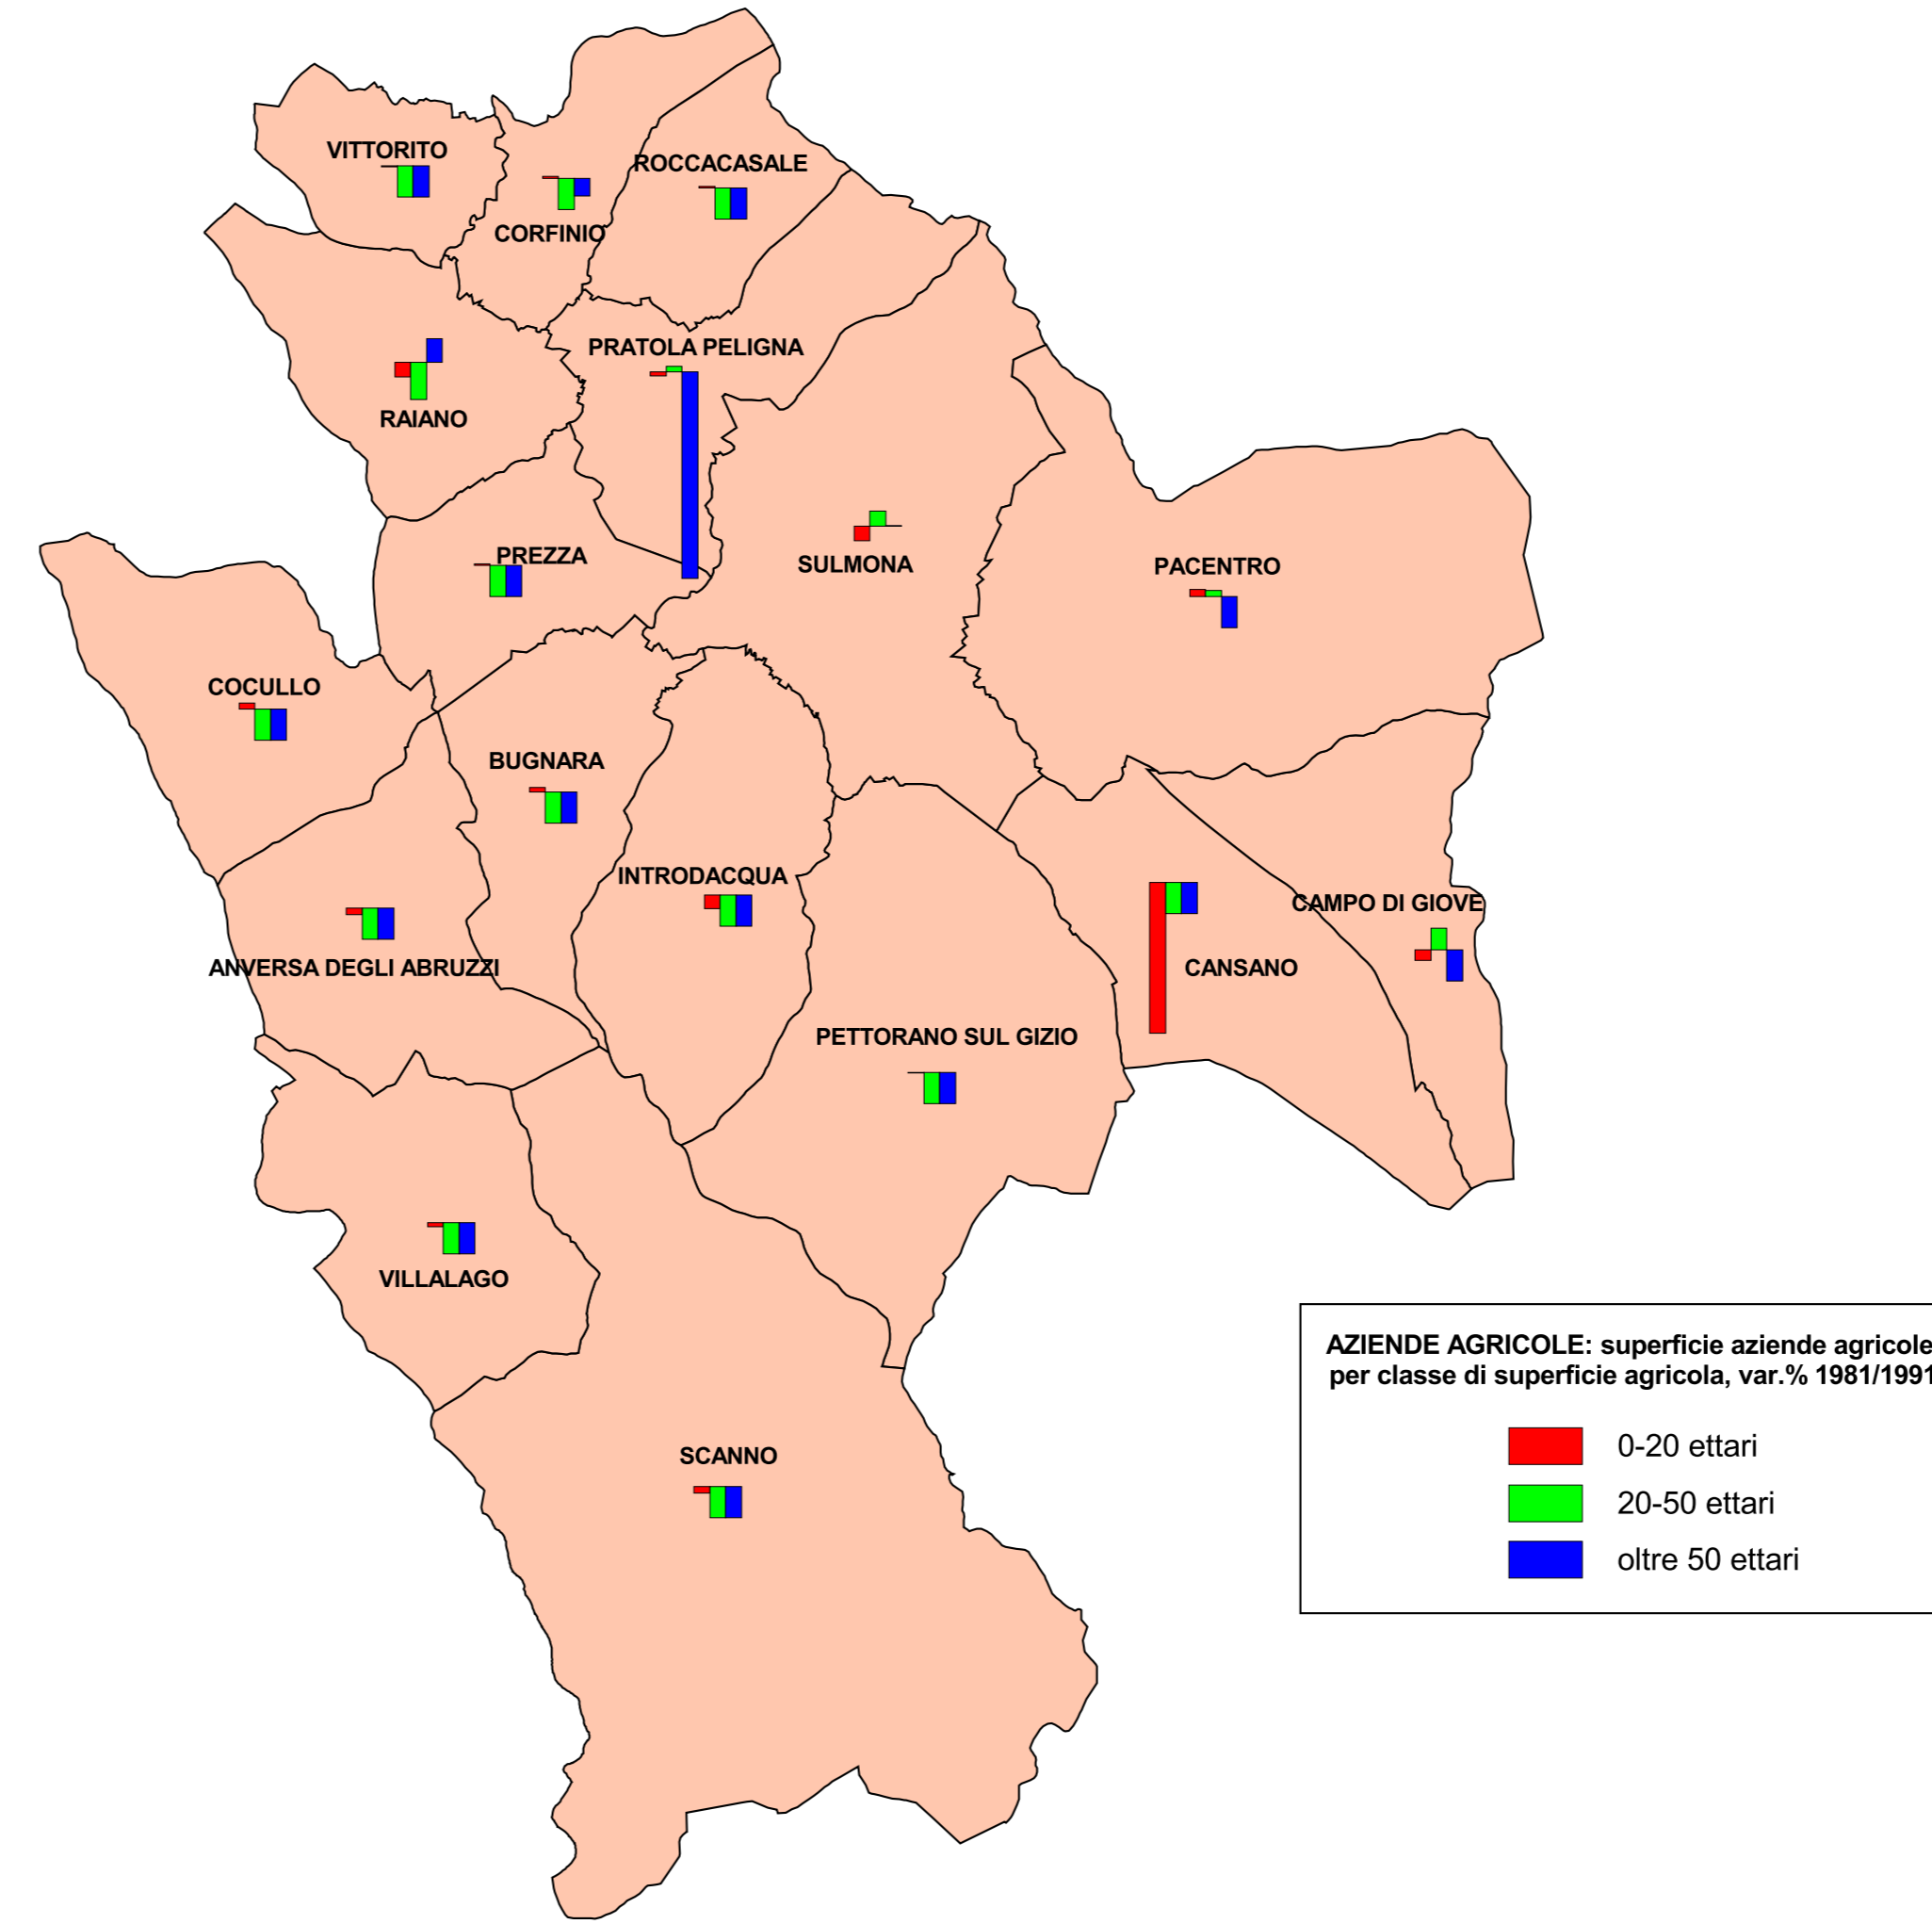 VITTORITO
ROCCACASALE
CORFINIO
PRATOLA PELIGNA
RAIANO
PREZZA
SULMONA
PACENTRO
COCULLO
BUGNARA
INTRODACQUA
CAMPO DI GIOVE
ANVERSA DEGLI ABRUZZI
CANSANO
PETTORANO SUL GIZIO
VILLALAGO
SCANNO
AZIENDE AGRICOLE: superficie aziende agricole
per classe di superficie agricola, var.% 1981/1991
0-20 ettari
20-50 ettari
oltre 50 ettari